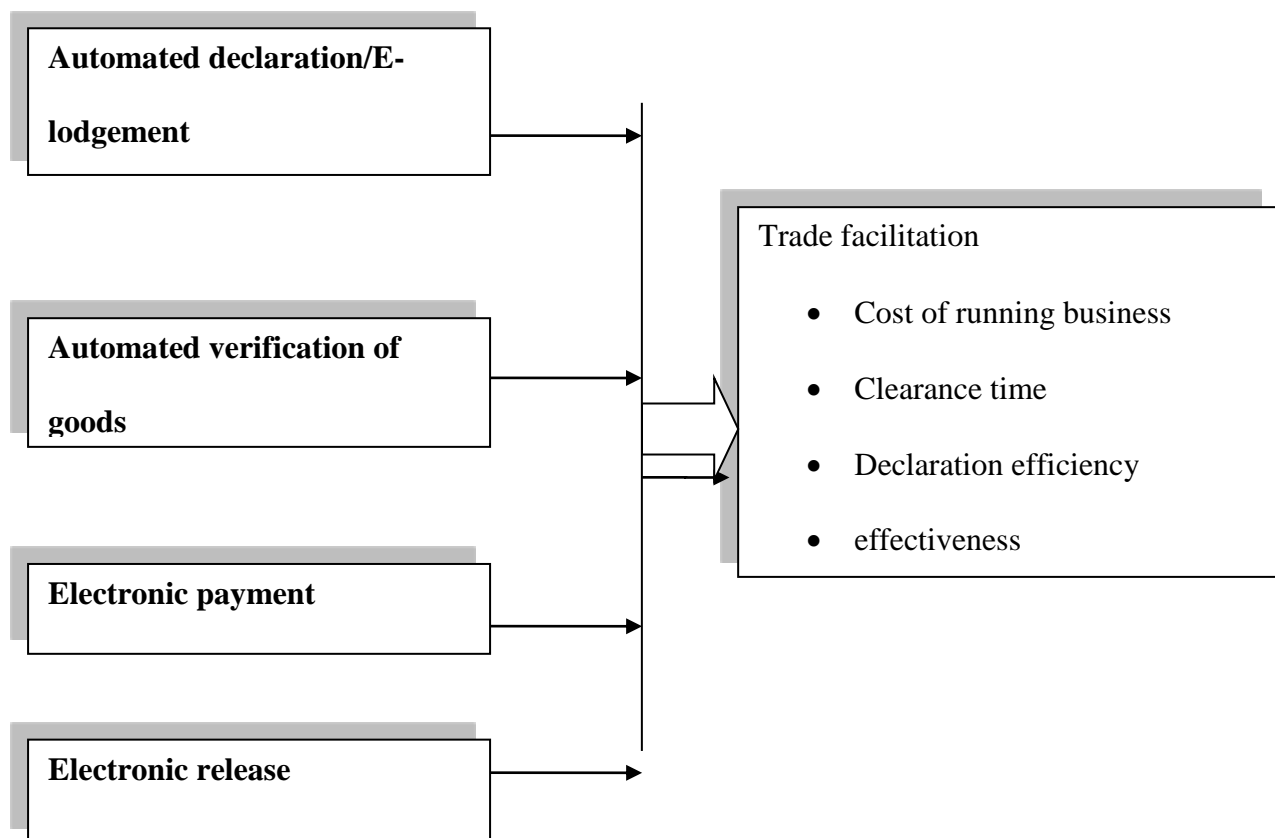 Automated declaration/E-
lodgement
Automated verification of
goods
Electronic payment
Electronic release
Trade facilitation
• Cost of running business
• Clearance time
• Declaration efficiency
• effectiveness